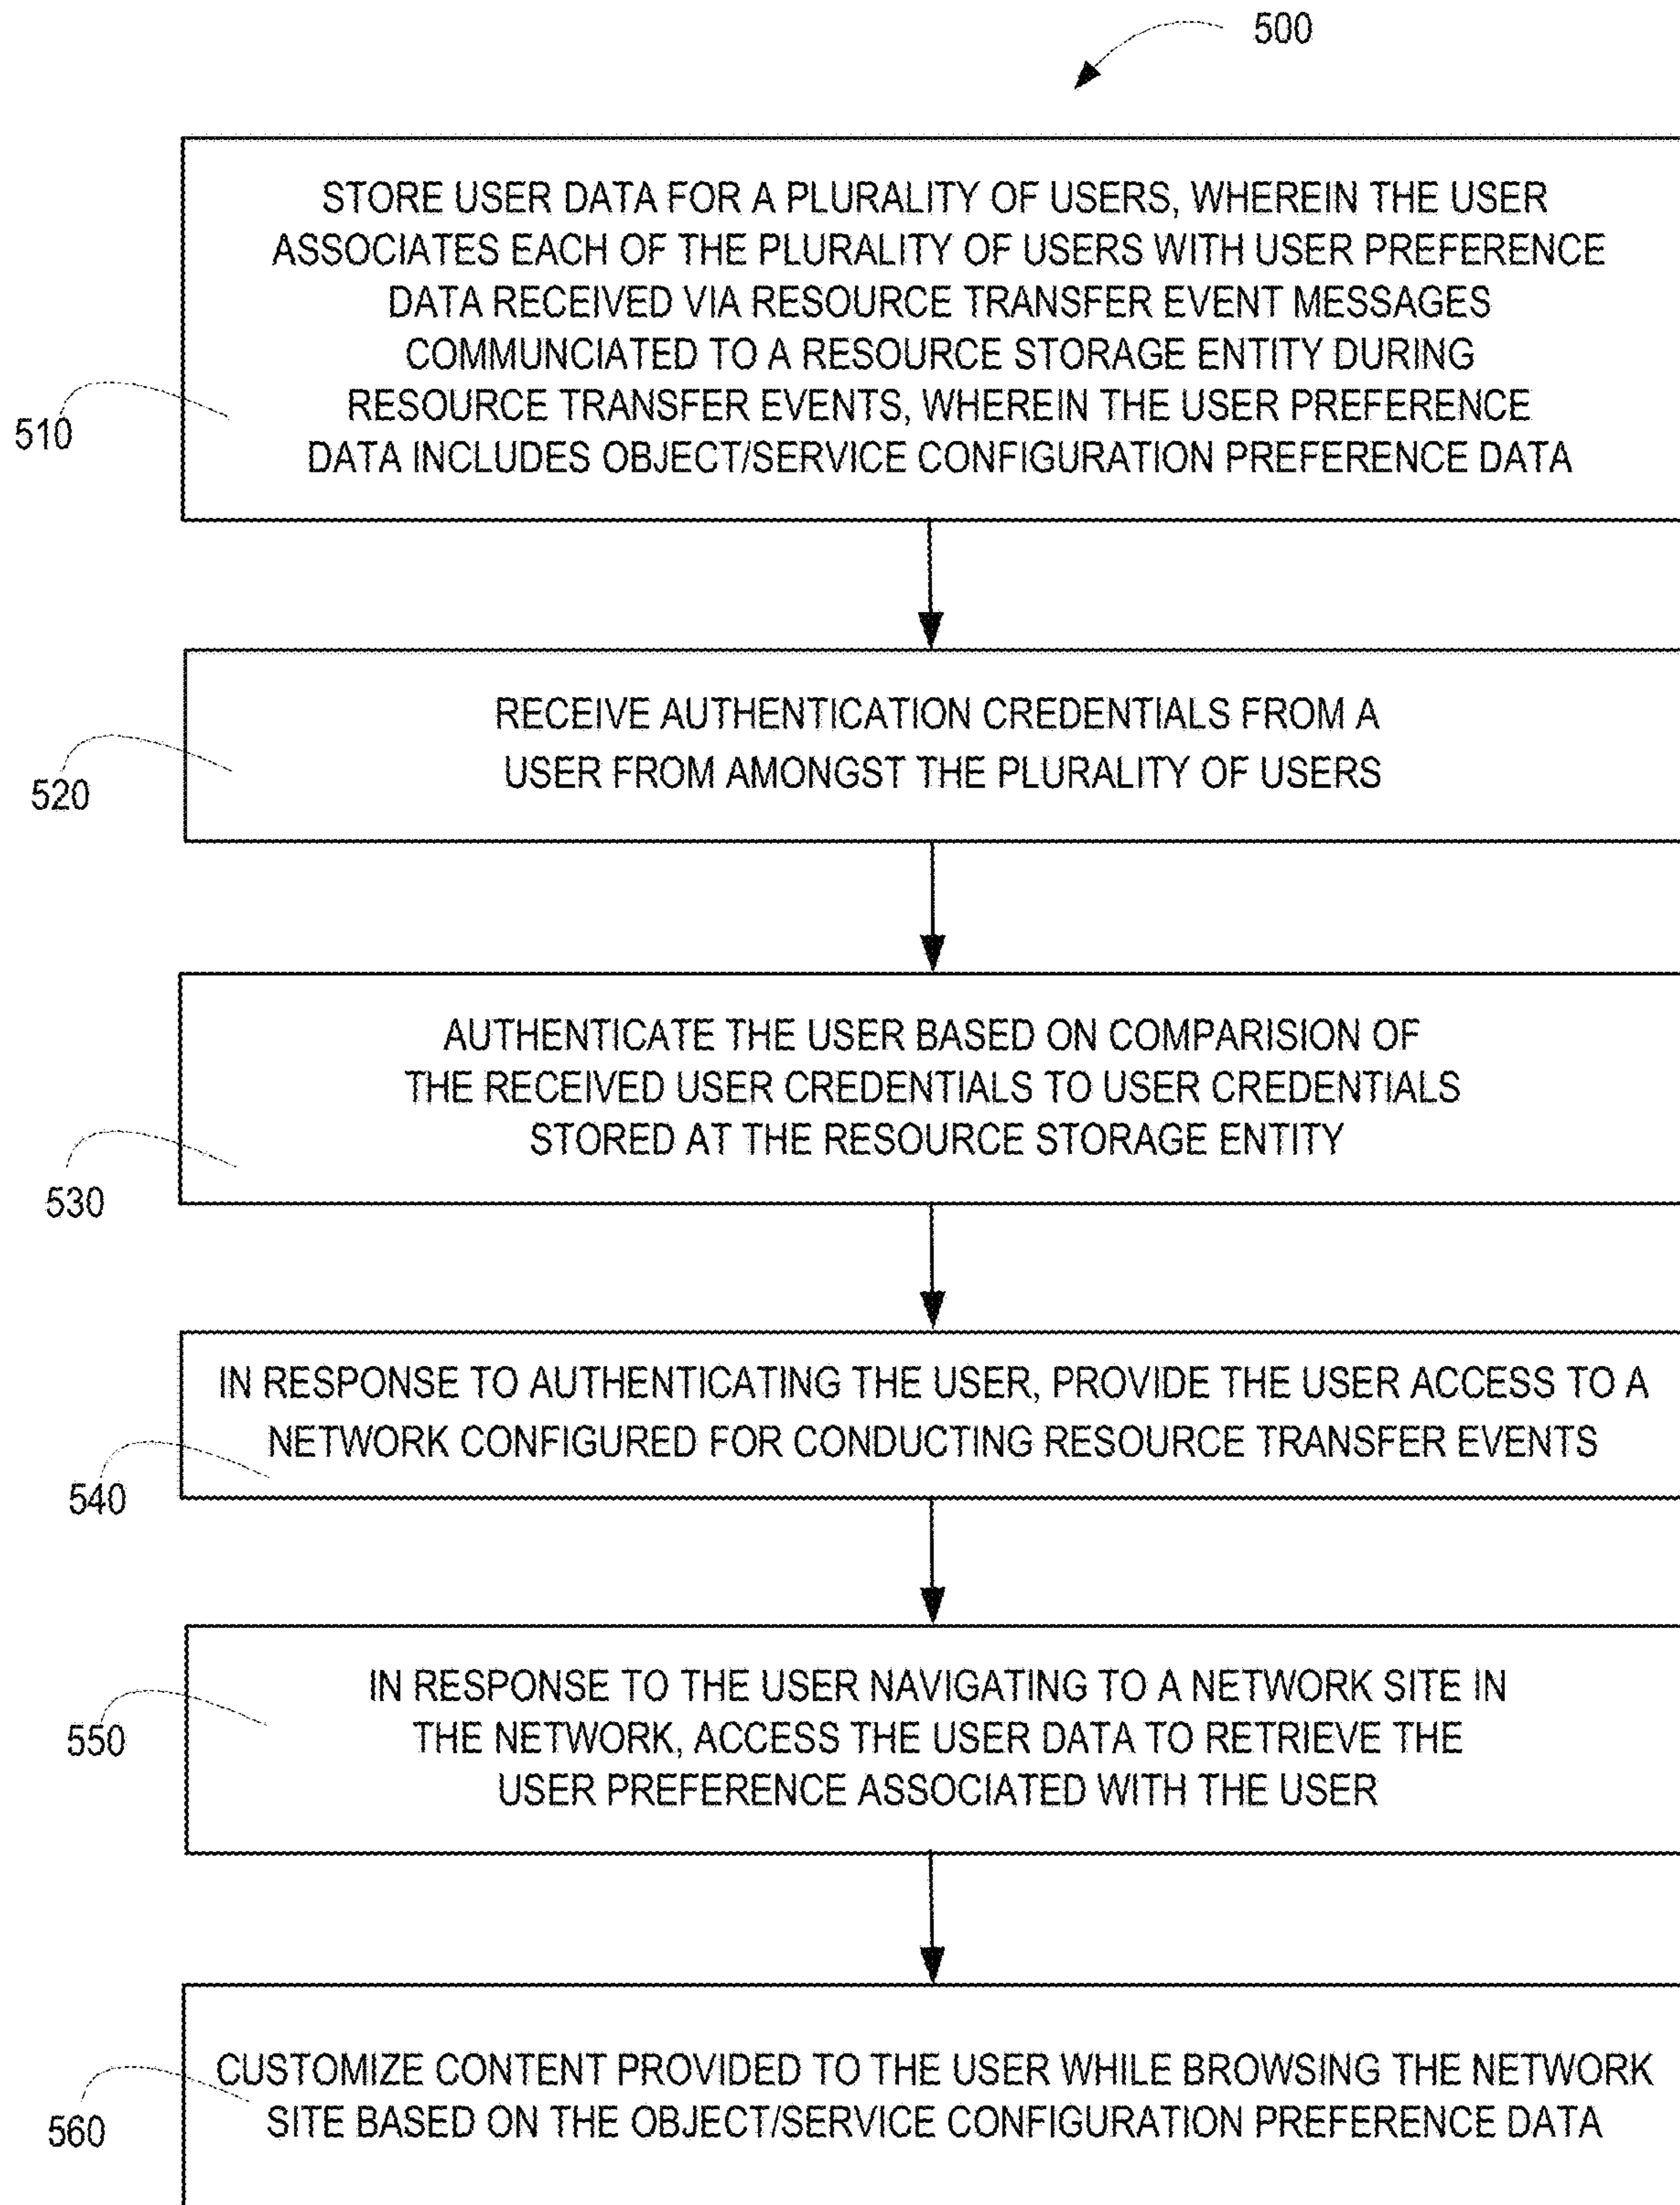 500
STORE USER DATA FOR A PLURALITY OF USERS, WHEREIN THE USER
ASSOCIATES EACH OF THE PLURALITY OF USERS WITH USER PREFERENCE
DATA RECEIVED VIA RESOURCE TRANSFER EVENT MESSAGES
COMMUNCIATED TO A RESOURCE STORAGE ENTITY DURING
RESOURCE TRANSFER EVENTS, WHEREIN THE USER PREFERENCE
DATA INCLUDES OBJECT/SERVICE CONFIGURATION PREFERENCE DATA
510
RECEIVE AUTHENTICATION CREDENTIALS FROM A
USER FROM AMONGST THE PLURALITY OF USERS
520
AUTHENTICATE THE USER BASED ON COMPARISION OF
THE RECEIVED USER CREDENTIALS TO USER CREDENTIALS
STORED AT THE RESOURCE STORAGE ENTITY
530
IN RESPONSE TO AUTHENTICATING THE USER, PROVIDE THE USER ACCESS TO A
NETWORK CONFIGURED FOR CONDUCTING RESOURCE TRANSFER EVENTS
540
IN RESPONSE TO THE USER NAVIGATING TO A NETWORK SITE IN
THE NETWORK, ACCESS THE USER DATA TO RETRIEVE THE
USER PREFERENCE ASSOCIATED WITH THE USER
550
CUSTOMIZE CONTENT PROVIDED TO THE USER WHILE BROWSING THE NETWORK
SITE BASED ON THE OBJECT/SERVICE CONFIGURATION PREFERENCE DATA
560